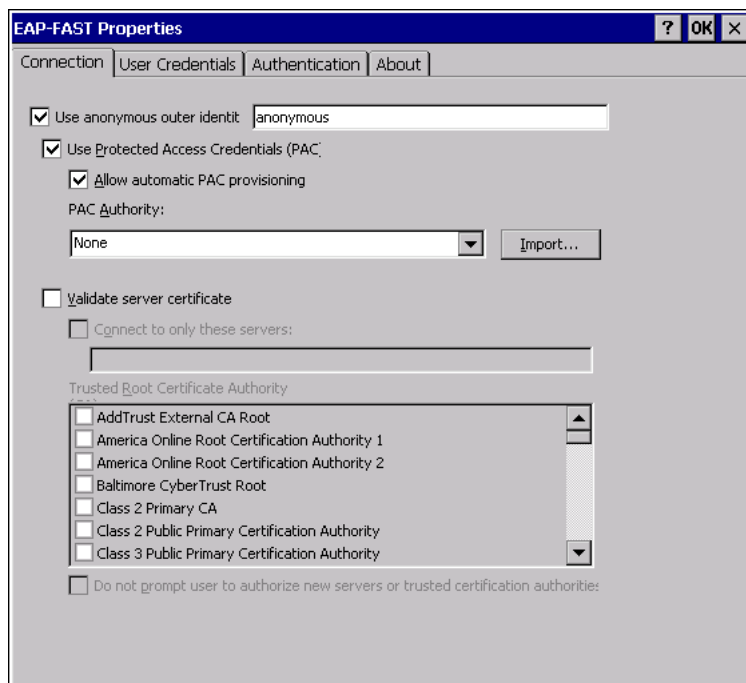 EAP-FAST Properties ? OK ×
Connection User Credentials Authentication About
Use anonymous outer identit anonymous
Use Protected Access Credentials (PAC
Allow automatic PAC provisioning
PAC Authority:
None Import...
Validate server certificate
Connect to only these servers:
Trusted Root Certificate Authority
AddTrust External CA Root
America Online Root Certification Authority 1
America Online Root Certification Authority 2
Baltimore CyberTrust Root
Class 2 Primary CA
Class 2 Public Primary Certification Authority
Class 3 Public Primary Certification Authority
Do not prompt user to authorize new servers or trusted certification authorities